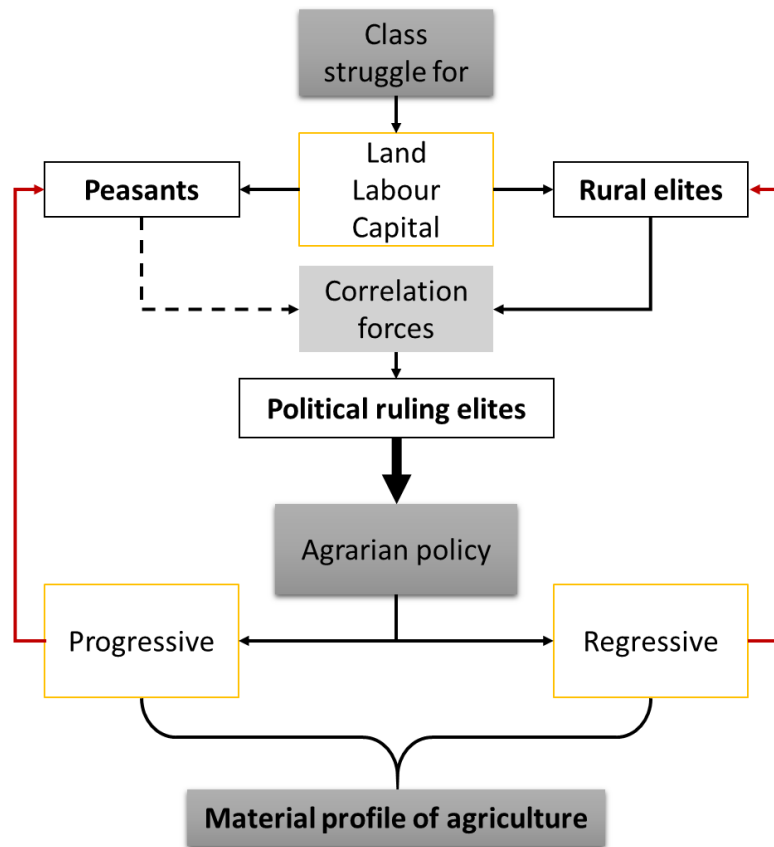 Class
struggle for
Land
Labour
Capital
Peasants
Rural elites
Correlation
forces
Political ruling elites
Agrarian policy
Progressive
Regressive
Material profile of agriculture